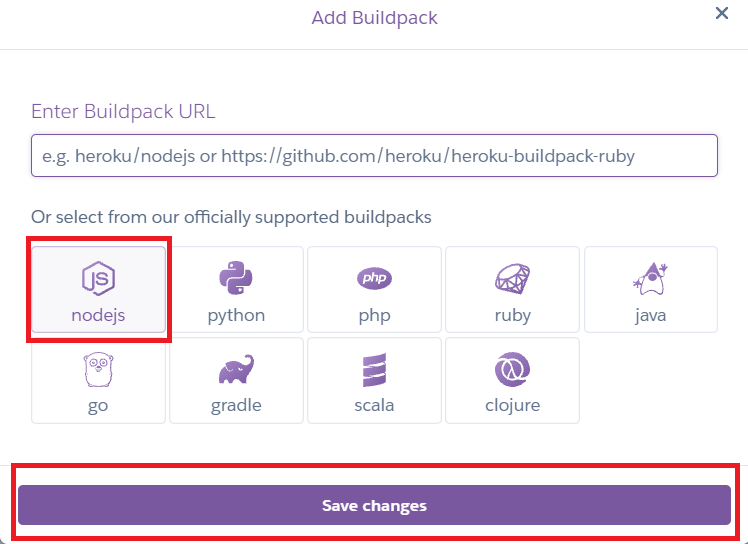 Add Buildpack
Enter Buildpack URL
e.g. heroku/nodejs or https://github.com/heroku/heroku-buildpack-ruby
Or select from our officially supported buildpacks
JS php
nodejs python php ruby java
go gradle scala clojure
Save changes